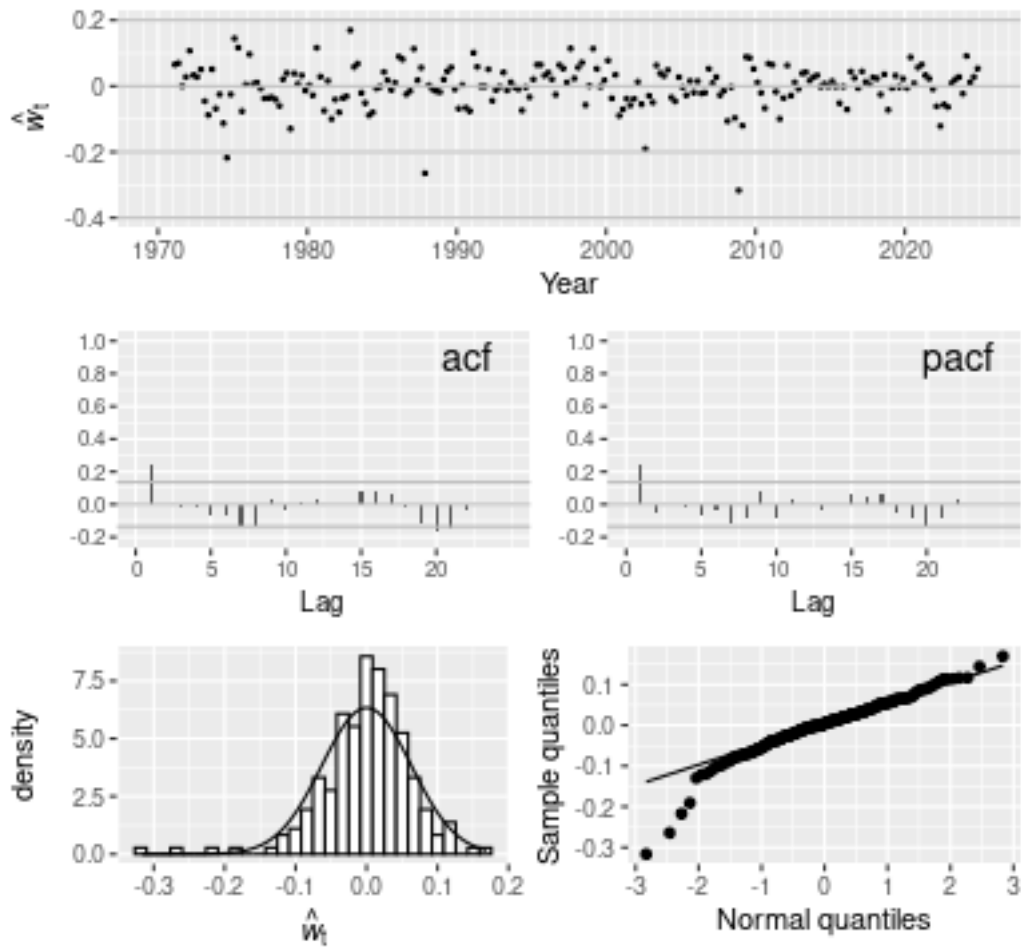 0.2
0
-0.2
-0.4
ŵt
1970 1980 1990 2000 2010 2020
Year
acf
1.0
0.8
0.6
0.4
0.2
0.0
-0.2
0 5 10 15 20
Lag
pacf
1.0
0.8
0.6
0.4
0.2
0.0
-0.2
0 5 10 15 20
Lag
density
7.5
5.0
2.5
0.0
-0.3 -0.2 -0.1 0.0 0.1 0.2
ŵt
Sample quantiles
0.1
0.0
-0.1
-0.2
-0.3
-3 -2 -1 0 1 2 3
Normal quantiles